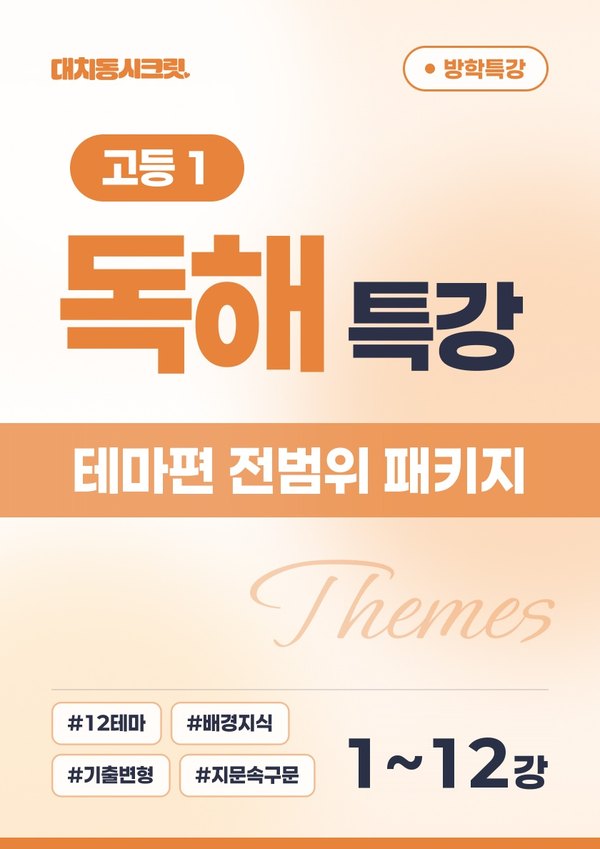 대치동시크릿
방학특강
고등 1
독해 특강
테마편 전범위 패키지
Themes
#12테마 #배경지식
#기출변형 #지문속구문
1~12강